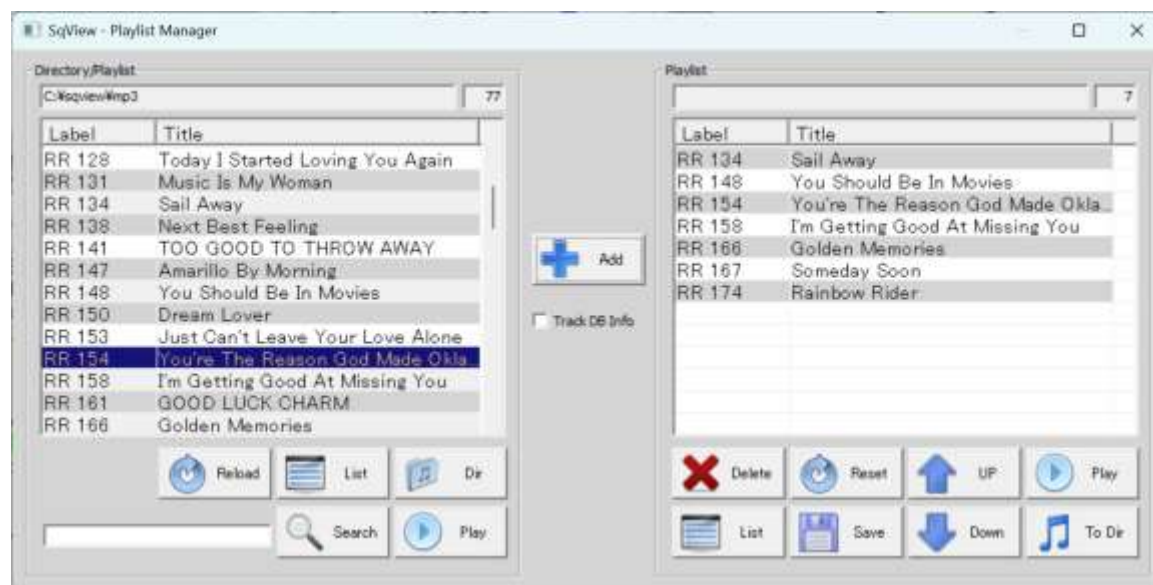 SqView - Playlist Manager
Directory/Playlist
C:¥sqview¥mp3 77
Label Title
RR 128 Today I Started Loving You Again
RR 131 Music Is My Woman
RR 134 Sail Away
RR 138 Next Best Feeling
RR 141 TOO GOOD TO THROW AWAY
RR 147 Amarillo By Morning
RR 148 You Should Be In Movies
RR 150 Dream Lover
RR 153 Just Can't Leave Your Love Alone
RR 154 You're The Reason God Made Okla...
RR 158 I'm Getting Good At Missing You
RR 161 GOOD LUCK CHARM
RR 166 Golden Memories
Reload List Dir
Search Play
Add
Track DB Info
Playlist
7
Label Title
RR 134 Sail Away
RR 148 You Should Be In Movies
RR 154 You're The Reason God Made Okla...
RR 158 I'm Getting Good At Missing You
RR 166 Golden Memories
RR 167 Someday Soon
RR 174 Rainbow Rider
Delete Reset UP Play
List Save Down To Dir